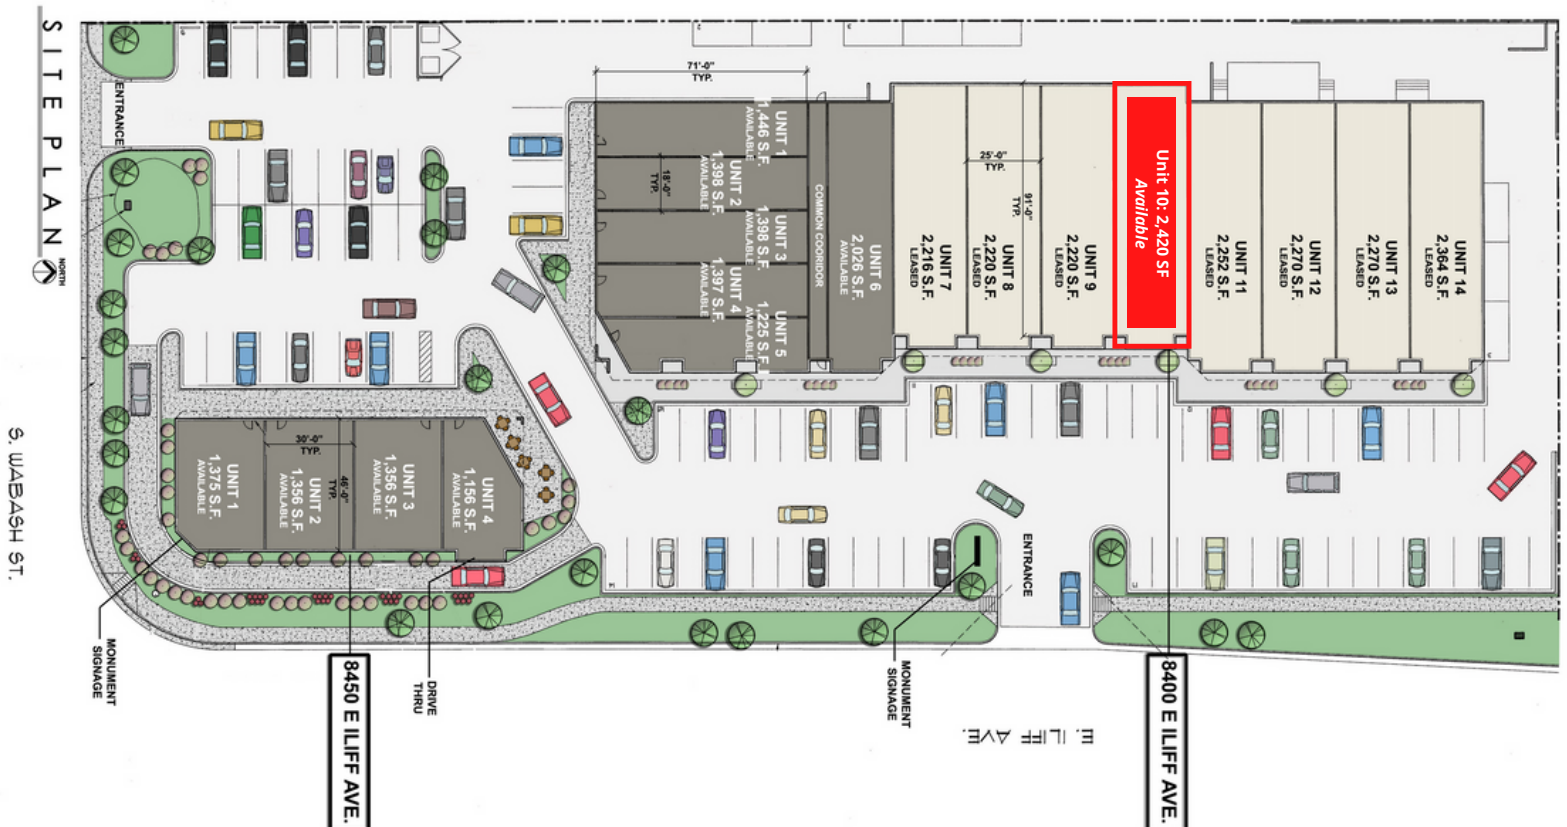 SITE PLAN
NORTH
S. WABASH ST.
ENTRANCE
71'-0"
TYP.
UNIT 1
1,446 S.F.
AVAILABLE
UNIT 2
1,398 S.F.
AVAILABLE
18'-0"
TYP.
UNIT 3
1,398 S.F.
AVAILABLE
UNIT 4
1,397 S.F.
AVAILABLE
UNIT 5
1,225 S.F.
AVAILABLE
COMMON COORIDOR
UNIT 6
2,026 S.F.
AVAILABLE
UNIT 7
2,216 S.F.
LEASED
UNIT 8
2,220 S.F.
LEASED
25'-0"
TYP.
91'-0"
TYP.
UNIT 9
2,220 S.F.
LEASED
Unit 10: 2,420 SF
Available
UNIT 11
2,252 S.F.
LEASED
UNIT 12
2,270 S.F.
LEASED
UNIT 13
2,270 S.F.
LEASED
UNIT 14
2,364 S.F.
LEASED
UNIT 1
1,375 S.F.
AVAILABLE
UNIT 2
1,356 S.F.
AVAILABLE
30'-0"
TYP.
46'-0"
TYP.
UNIT 3
1,356 S.F.
AVAILABLE
UNIT 4
1,156 S.F.
AVAILABLE
ENTRANCE
MONUMENT
SIGNAGE
DRIVE
THRU
MONUMENT
SIGNAGE
8450 E ILIFF AVE.
8400 E ILIFF AVE.
E. ILIFF AVE.